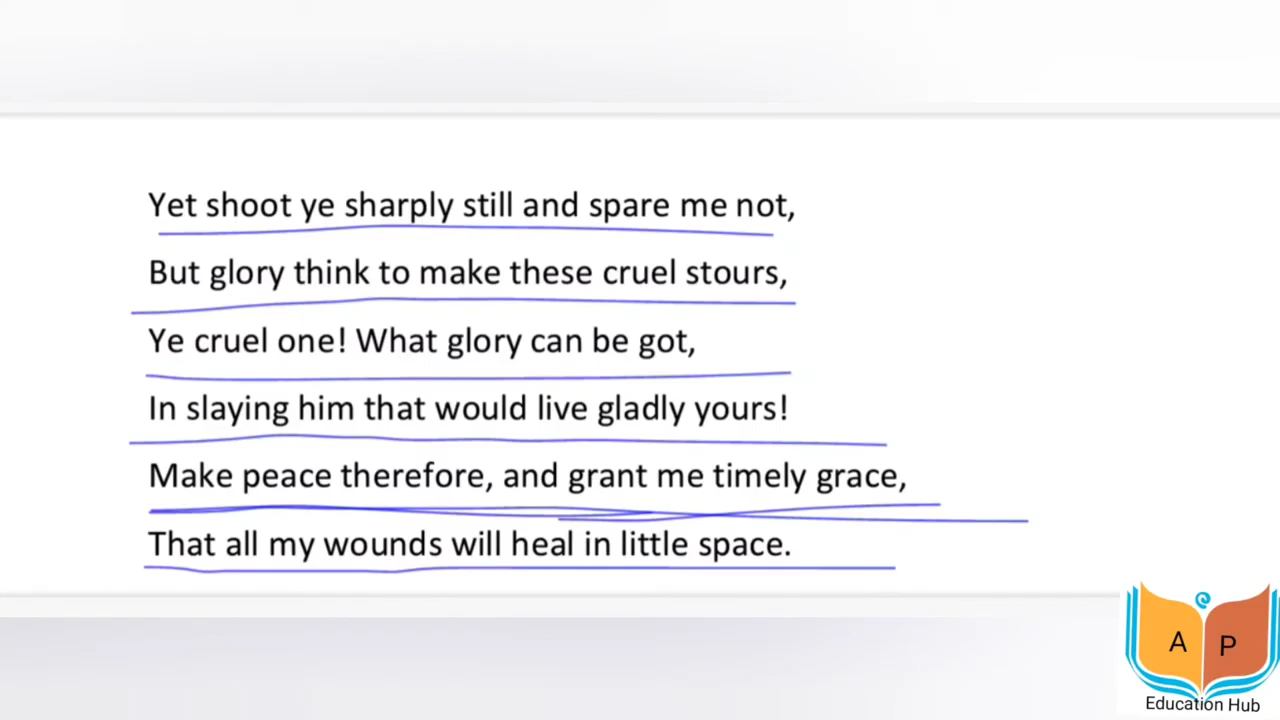 Yet shoot ye sharply still and spare me not,
But glory think to make these cruel stours,
Ye cruel one! What glory can be got,
In slaying him that would live gladly yours!
Make peace therefore, and grant me timely grace,
That all my wounds will heal in little space.
A P
Education Hub